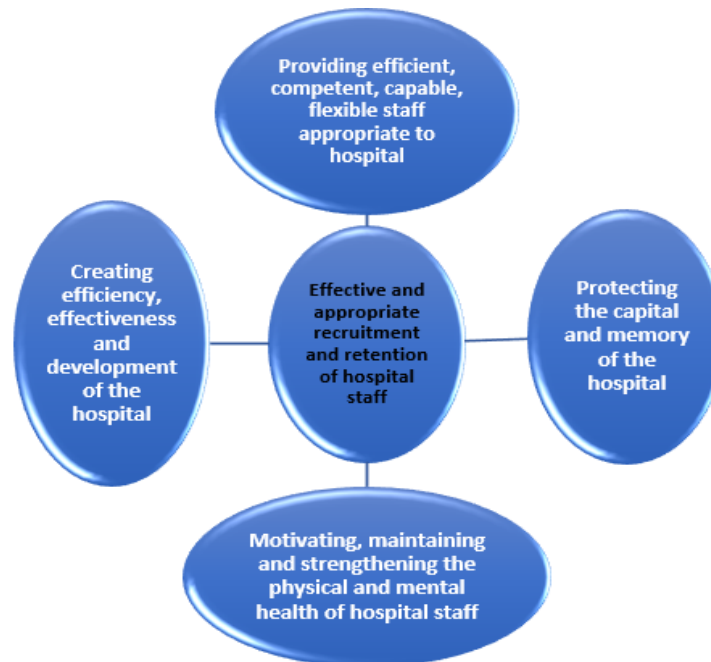 Providing efficient,
competent, capable,
flexible staff
appropriate to
hospital
Creating
efficiency,
effectiveness
and
development
of the
hospital
Effective and
appropriate
recruitment
and retention
of hospital
staff
Protecting
the capital
and memory
of the
hospital
Motivating, maintaining
and strengthening the
physical and mental
health of hospital staff